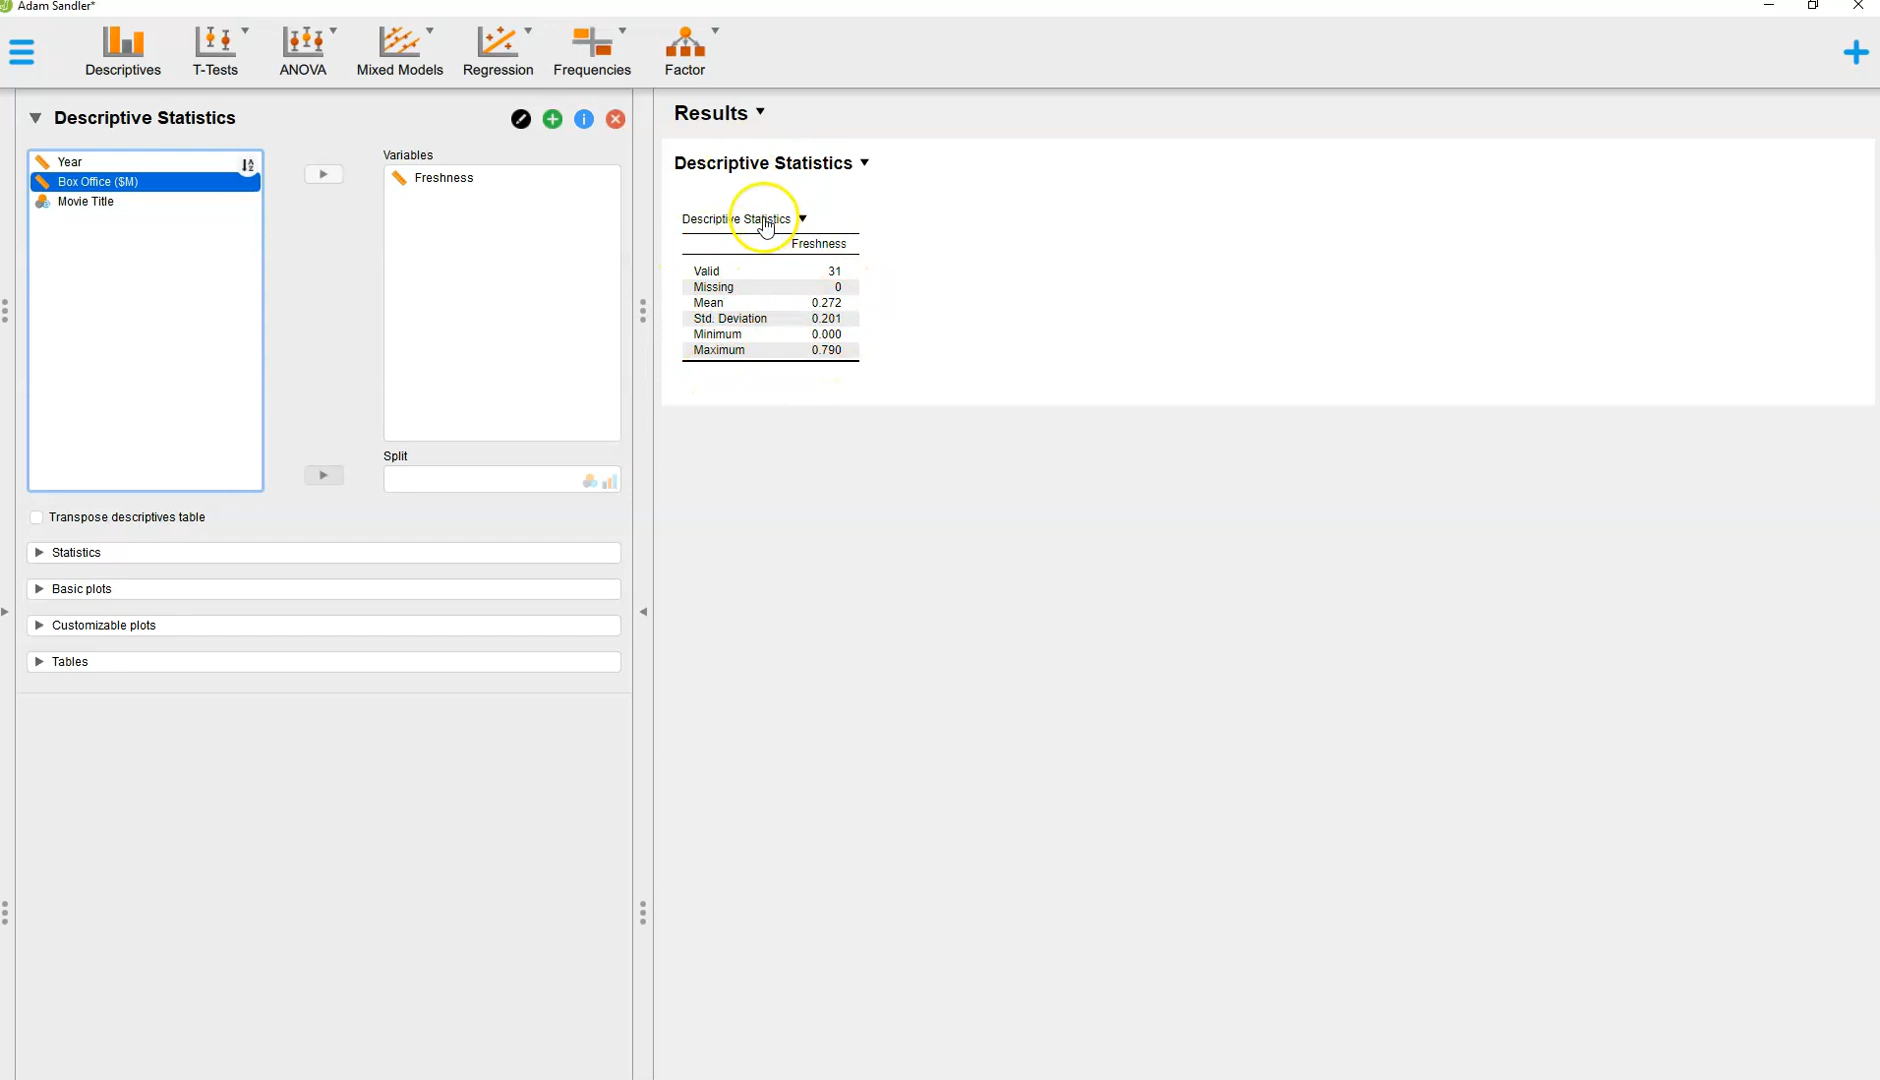 Adam Sandler*
Descriptives
T-Tests
ANOVA
Mixed Models
Regression
Frequencies
Factor
Descriptive Statistics
Year
Box Office ($M)
Movie Title
Variables
Freshness
Split
Transpose descriptives table
Statistics
Basic plots
Customizable plots
Tables
Results
Descriptive Statistics
Descriptive Statistics
Freshness
Valid 31
Missing 0
Mean 0.272
Std. Deviation 0.201
Minimum 0.000
Maximum 0.790